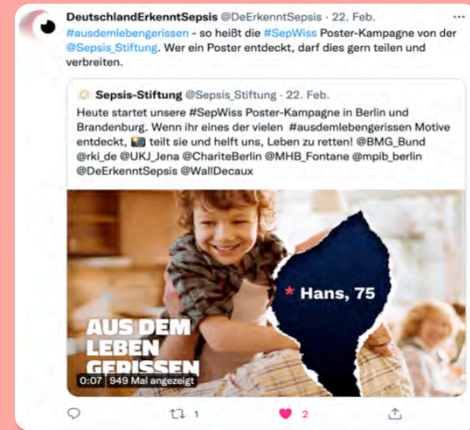 DeutschlandErkenntSepsis @DeErkenntSepsis · 22. Feb.
#ausdemlebengerissen - so heißt die #SepWiss Poster-Kampagne von der
@Sepsis_Stiftung. Wer ein Poster entdeckt, darf dies gern teilen und
verbreiten.
Sepsis-Stiftung @Sepsis_Stiftung · 22. Feb.
Heute startet unsere #SepWiss Poster-Kampagne in Berlin und
Brandenburg. Wenn ihr eines der vielen #ausdemlebengerissen Motive
entdeckt, 📸 teilt sie und helft uns, Leben zu retten! @BMG_Bund
@rki_de @UKJ_Jena @ChariteBerlin @MHB_Fontane @mpib_berlin
@DeErkenntSepsis @WallDecaux
* Hans, 75
AUS DEM
LEBEN
GERISSEN
0:07 949 Mal angezeigt
1 2